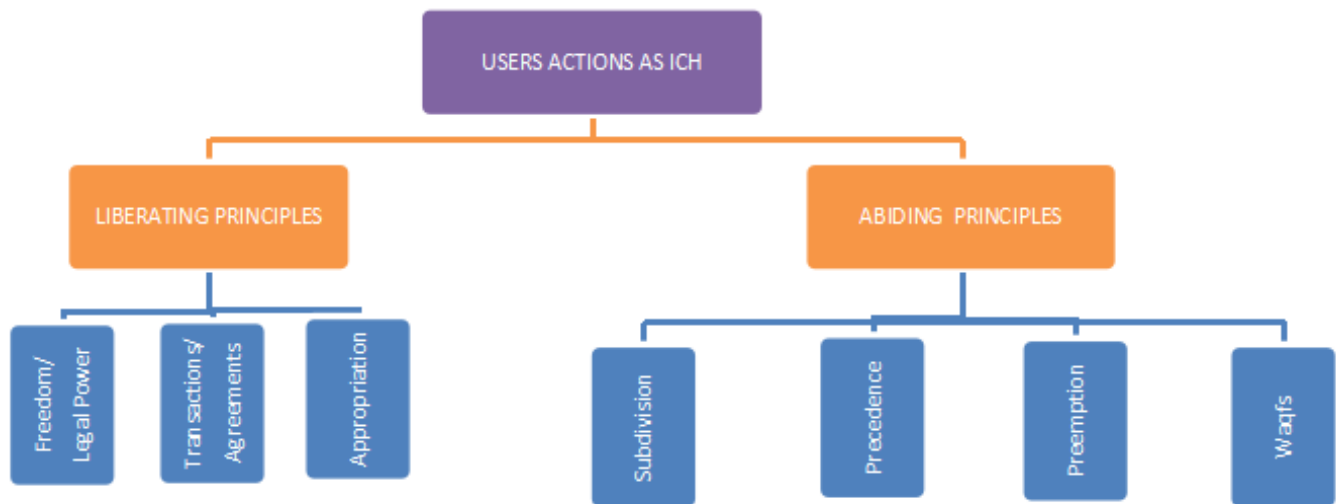 USERS ACTIONS AS ICH
LIBERATING PRINCIPLES
ABIDING PRINCIPLES
Freedom/
Legal Power
Transactions/
Agreements
Appropriation
Subdivision
Precedence
Preemption
Waqfs